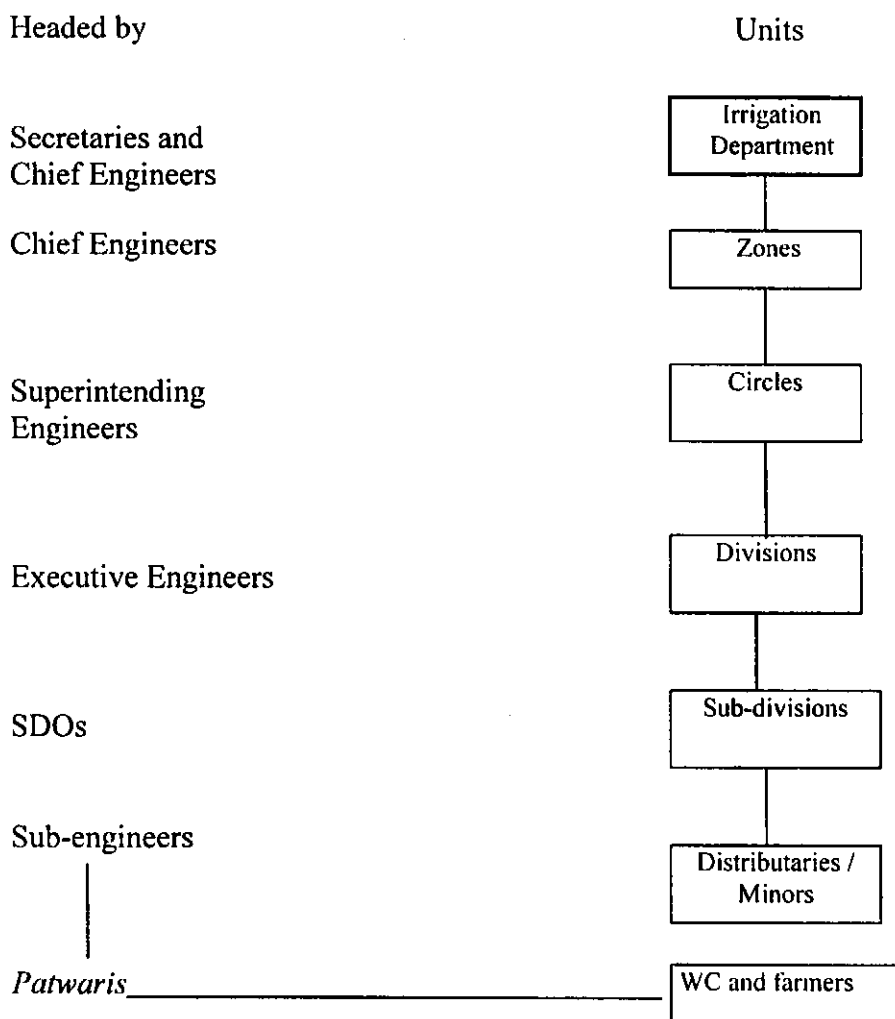 Headed by
Units
Irrigation
Department
Secretaries and
Chief Engineers
Chief Engineers
Zones
Circles
Superintending
Engineers
Divisions
Executive Engineers
Sub-divisions
SDOs
Sub-engineers
Distributaries /
Minors
Patwaris
WC and farmers